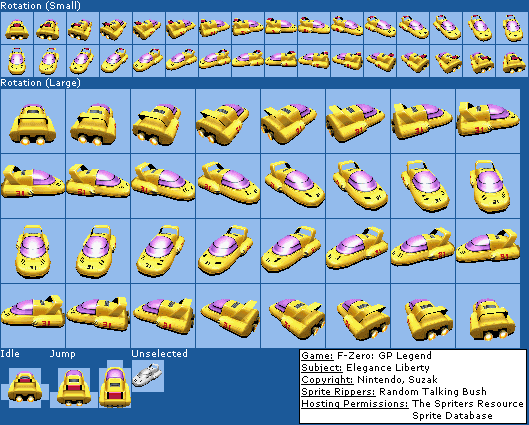 Rotation (Small)
Rotation (Large)
Idle
Jump
Unselected
Game: F-Zero: GP Legend
Subject: Elegance Liberty
Copyright: Nintendo, Suzak
Sprite Rippers: Random Talking Bush
Hosting Permissions: The Spriters Resource
Sprite Database